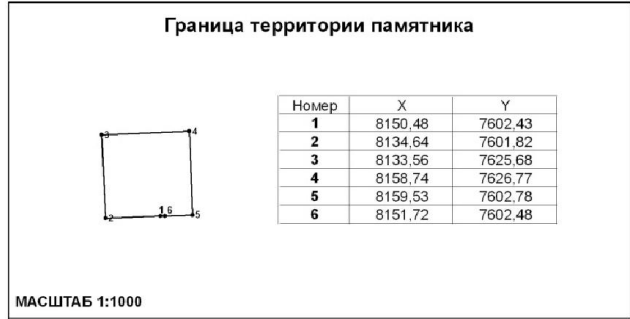 Граница территории памятника
Номер X Y
1 8150,48 7602,43
2 8134,64 7601,82
3 8133,56 7625,68
4 8158,74 7626,77
5 8159,53 7602,78
6 8151,72 7602,48
3 4
2 1 6 5
МАСШТАБ 1:1000